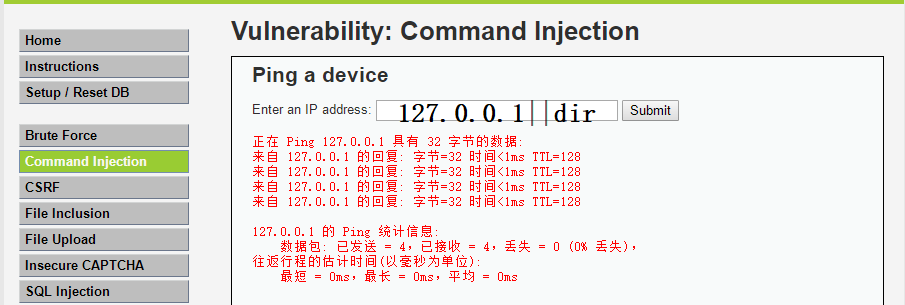 Home
Instructions
Setup / Reset DB
Brute Force
Command Injection
CSRF
File Inclusion
File Upload
Insecure CAPTCHA
SQL Injection
Vulnerability: Command Injection
Ping a device
Enter an IP address: 127.0.0.1||dir Submit
正在 Ping 127.0.0.1 具有 32 字节的数据:
来自 127.0.0.1 的回复: 字节=32 时间<1ms TTL=128
来自 127.0.0.1 的回复: 字节=32 时间<1ms TTL=128
来自 127.0.0.1 的回复: 字节=32 时间<1ms TTL=128
来自 127.0.0.1 的回复: 字节=32 时间<1ms TTL=128
127.0.0.1 的 Ping 统计信息:
数据包: 已发送 = 4，已接收 = 4，丢失 = 0 (0% 丢失)，
往返行程的估计时间(以毫秒为单位):
最短 = 0ms，最长 = 0ms，平均 = 0ms